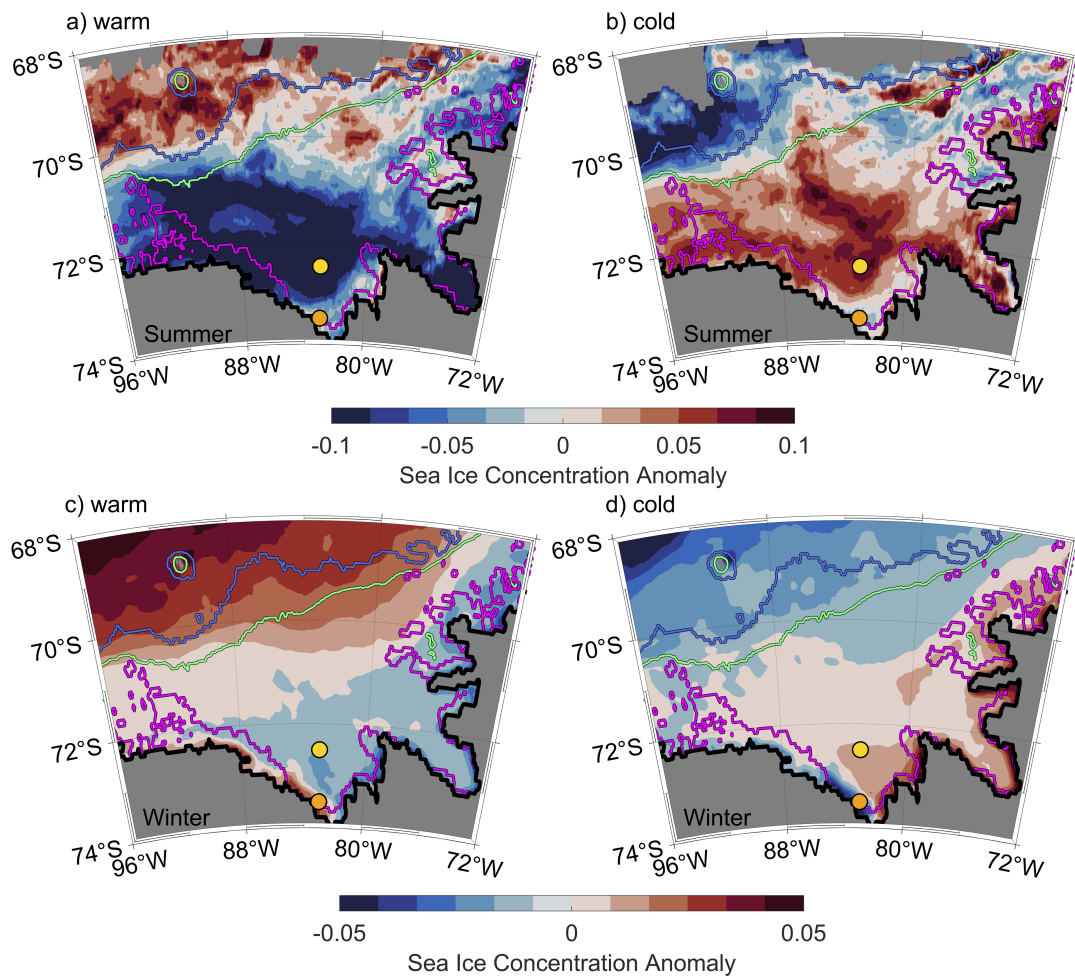 a) warm
b) cold
68°S
70°S
72°S
74°S
96°W
88°W
80°W
72°W
Summer
68°S
70°S
72°S
74°S
96°W
88°W
80°W
72°W
Summer
-0.1
-0.05
0
0.05
0.1
Sea Ice Concentration Anomaly
c) warm
d) cold
68°S
70°S
72°S
74°S
96°W
88°W
80°W
72°W
Winter
68°S
70°S
72°S
74°S
96°W
88°W
80°W
72°W
Winter
-0.05
0
0.05
Sea Ice Concentration Anomaly